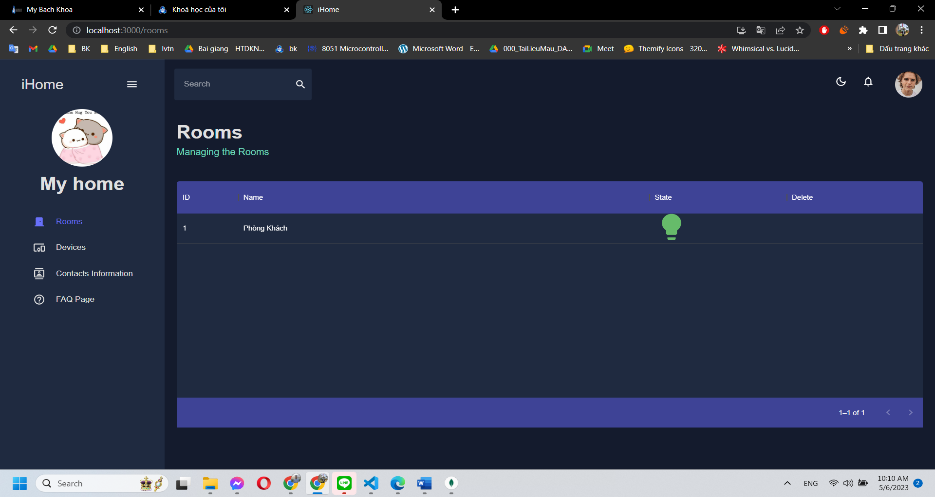 My Bach Khoa
Khoá học của tôi
iHome
localhost:3000/rooms
BK
English
lvtn
Bai giang HTDKN...
bk
8051 Microcontroll...
Microsoft Word E...
000_TaiLieuMau_DA...
Meet
Themify Icons 320...
Whimsical vs. Lucid...
»
Dấu trang khác
iHome
Search
My home
Rooms
Managing the Rooms
ID
Name
State
Delete
1
Phòng Khách
Rooms
Devices
Contacts Information
FAQ Page
1–1 of 1
Search
ENG
10:10 AM
5/6/2023
2